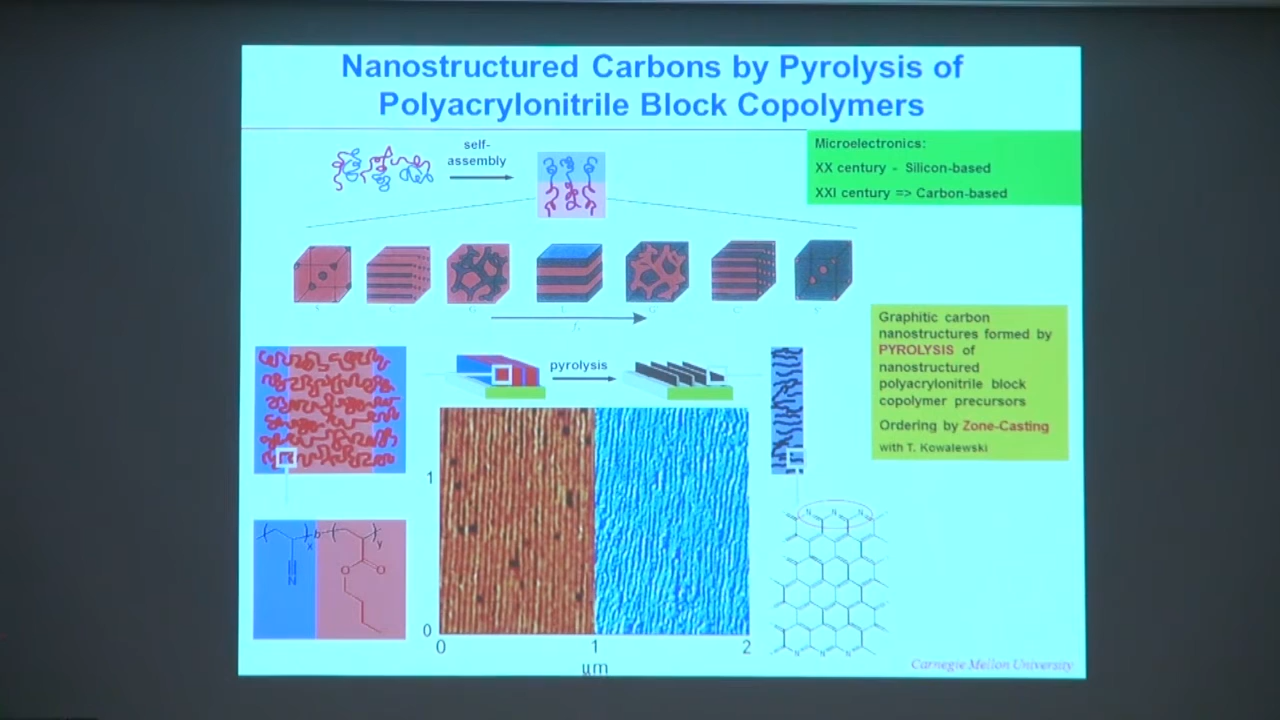 Nanostructured Carbons by Pyrolysis of
Polyacrylonitrile Block Copolymers
self-
assembly
Microelectronics:
XX century - Silicon-based
XXI century => Carbon-based
Graphitic carbon
nanostructures formed by
PYROLYSIS of
nanostructured
polyacrylonitrile block
copolymer precursors
Ordering by Zone-Casting
with T. Kowalewski
pyrolysis
1
0
0
1
2
µm
x
b
y
N
O
O
N N N
N N N
Carnegie Mellon University